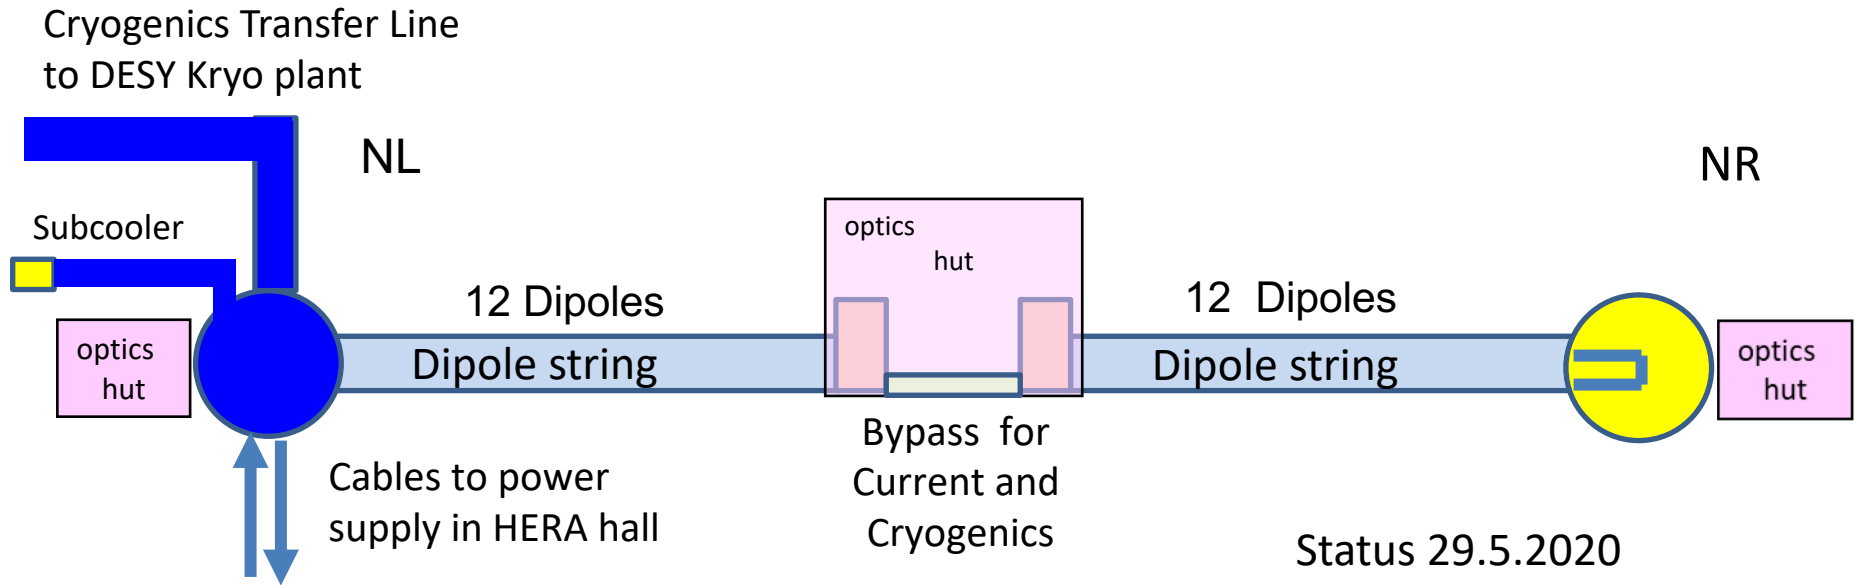 Cryogenics Transfer Line
to DESY Kryo plant
NL
NR
Subcooler
optics
hut
12 Dipoles
12 Dipoles
optics
hut
Dipole string
Dipole string
optics
hut
Bypass for
Current and
Cryogenics
Cables to power
supply in HERA hall
Status 29.5.2020